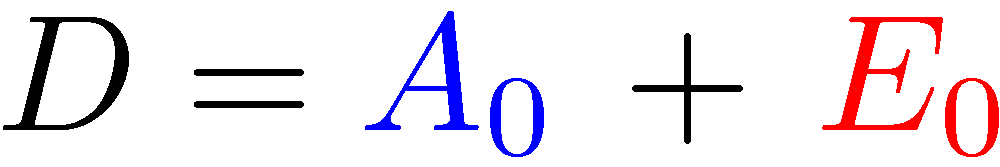 D = A₀ + E₀